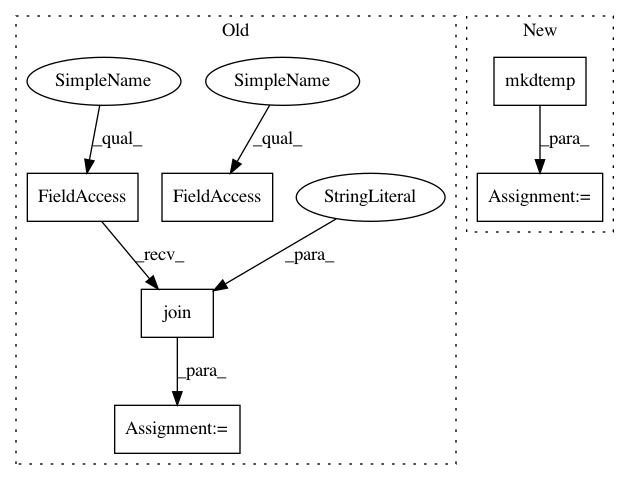 Old
New
SimpleName
SimpleName
mkdtemp
_qual_
_qual_
_para_
FieldAccess
FieldAccess
StringLiteral
Assignment:=
_recv_
_para_
join
_para_
Assignment:=